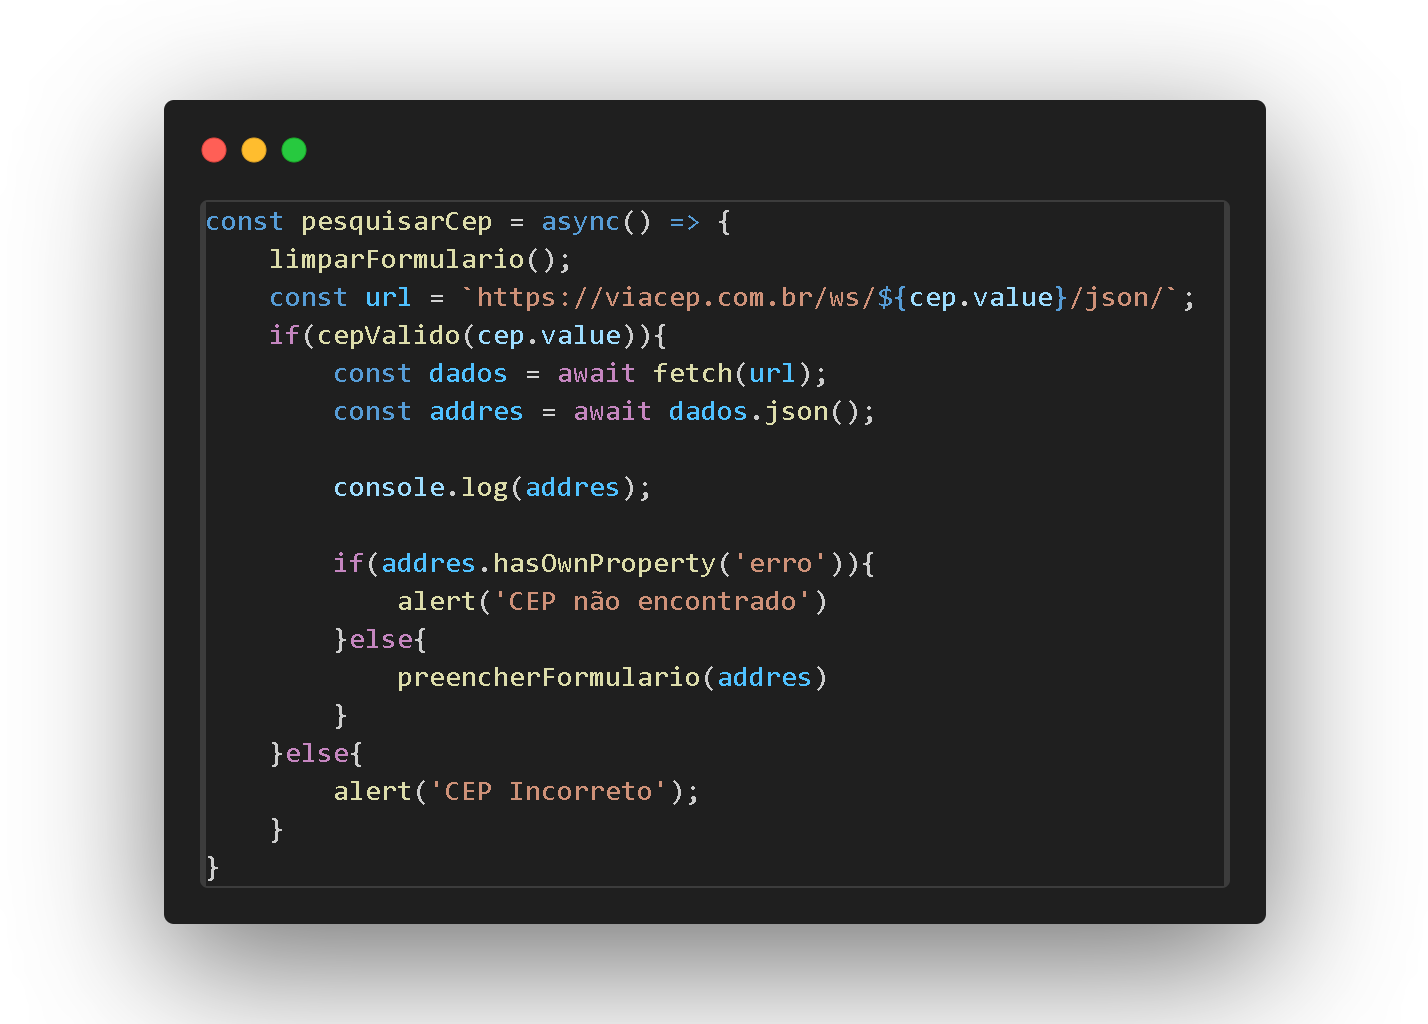 const pesquisarCep = async() => {
    limparFormulario();
    const url = `https://viacep.com.br/ws/${cep.value}/json/`;
    if(cepValido(cep.value)){
        const dados = await fetch(url);
        const addres = await dados.json();

        console.log(addres);

        if(addres.hasOwnProperty('erro')){
            alert('CEP não encontrado')
        }else{
            preencherFormulario(addres)
        }
    }else{
        alert('CEP Incorreto');
    }
}